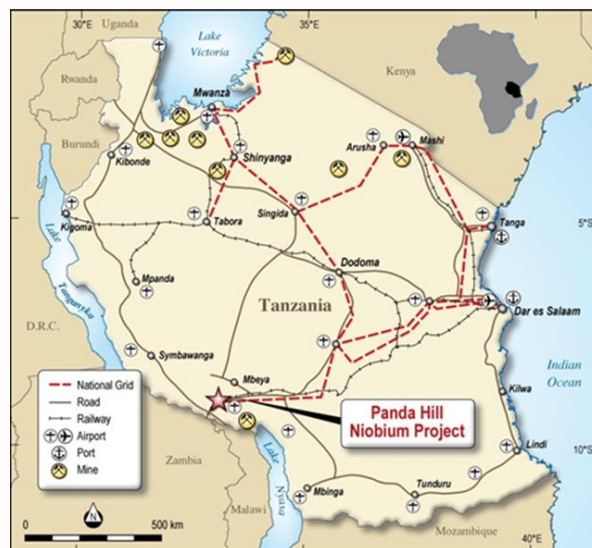 30°E
Uganda
Lake
Victoria
35°E
Kenya
Rwanda
Mwanza
Burundi
Kibonde
Shinyanga
Arusha
Mashi
Kigoma
Tabora
Singida
Tanga
5°S
Lake
Tanganyika
Mpanda
Dodoma
Tanzania
Dar es Salaam
D.R.C.
Symbawanga
Indian
Ocean
Mbeya
Kilwa
Panda Hill
Niobium Project
National Grid
Road
Railway
Airport
Port
Mine
Zambia
Lake
Nyasa
Lindi
10°S
Mbinga
Tunduru
Malawi
Mozambique
N
0
500 km
40°E